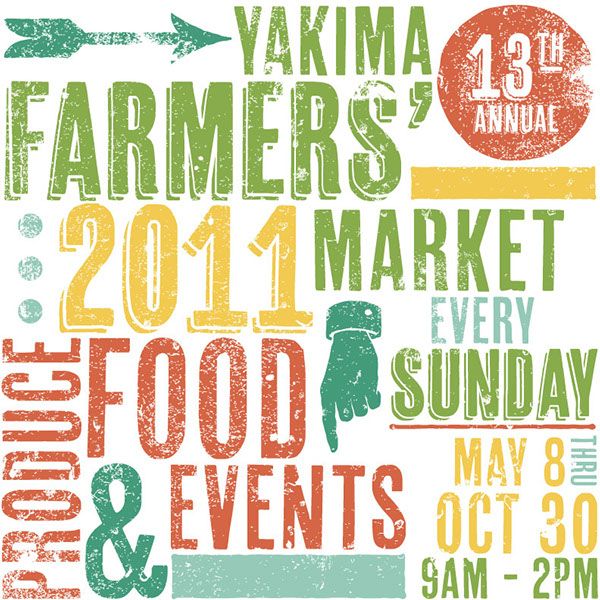 YAKIMA
FARMERS'
13TH
ANNUAL
2011
MARKET
EVERY
SUNDAY
PRODUCE
FOOD
& EVENTS
MAY 8 THRU
OCT 30
9AM - 2PM